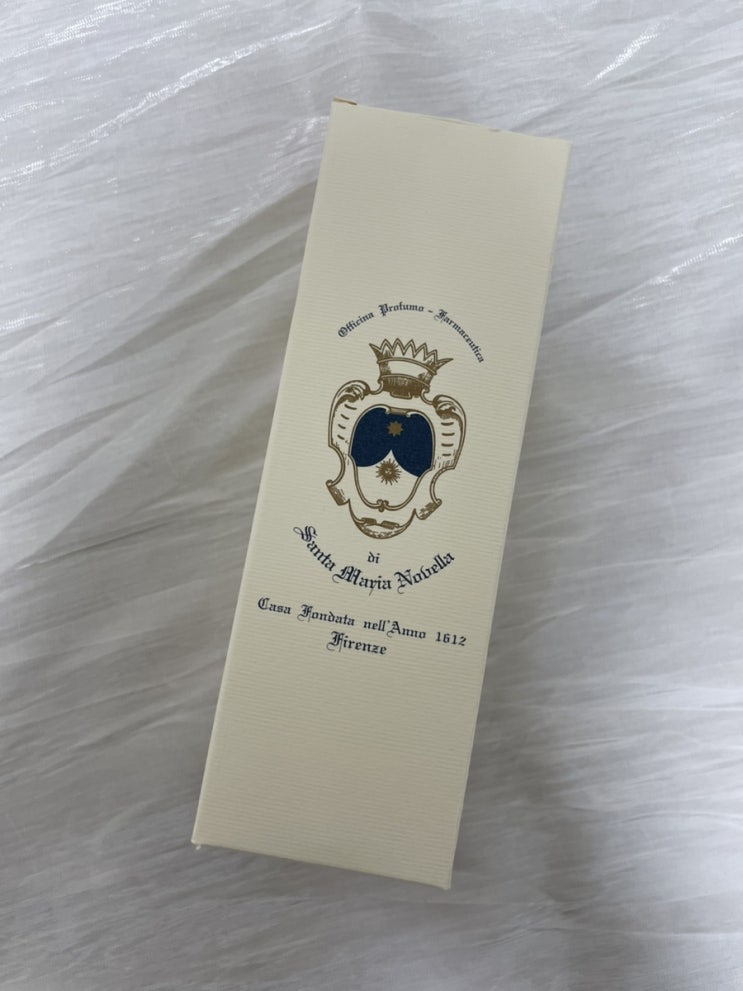 Officina Profumo - Farmaceutica
di
Santa Maria Novella
Casa Fondata nell'Anno 1612
Firenze